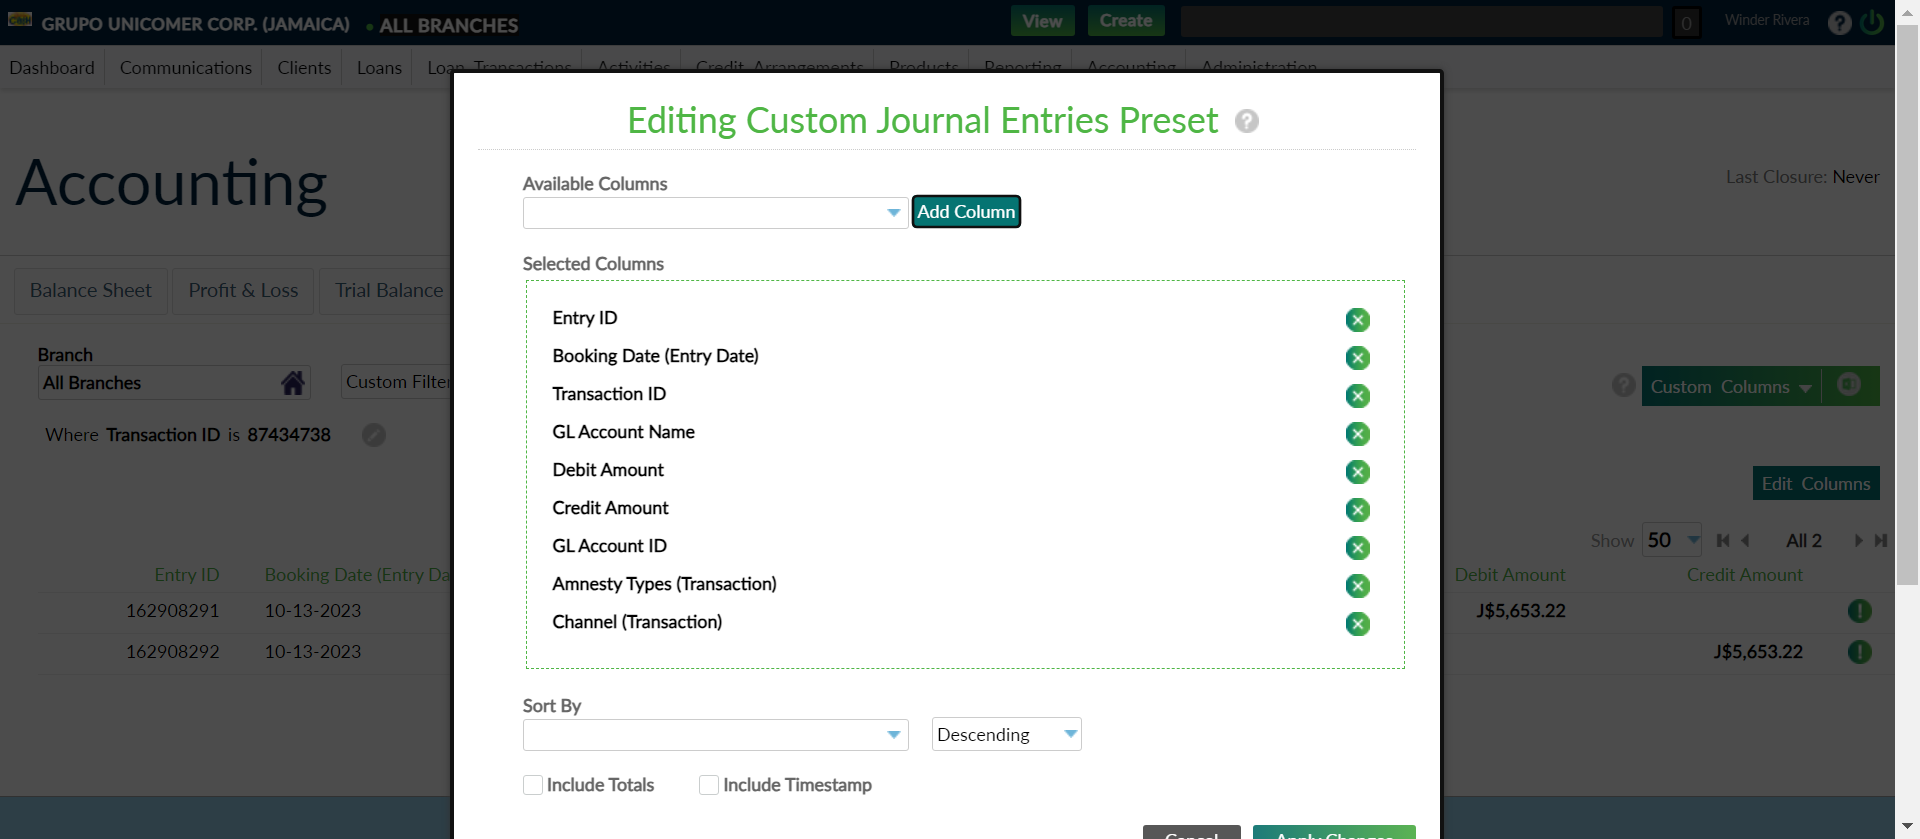 GRUPO UNICOMER CORP. (JAMAICA) • ALL BRANCHES
View
Create
0
Winder Rivera
?
Dashboard
Communications
Clients
Loans
Loan Transactions
Activities
Credit Arrangements
Products
Reporting
Accounting
Administration
Accounting
Last Closure: Never
Balance Sheet
Profit & Loss
Trial Balance
Branch
All Branches
Custom Filter
Where Transaction ID is 87434738
? Custom Columns
Edit Columns
Show 50 All 2
Entry ID
Booking Date (Entry Da
Debit Amount
Credit Amount
162908291
10-13-2023
J$5,653.22
162908292
10-13-2023
J$5,653.22
Editing Custom Journal Entries Preset ?
Available Columns
Add Column
Selected Columns
Entry ID
Booking Date (Entry Date)
Transaction ID
GL Account Name
Debit Amount
Credit Amount
GL Account ID
Amnesty Types (Transaction)
Channel (Transaction)
Sort By
Descending
Include Totals
Include Timestamp
Cancel
Apply Changes